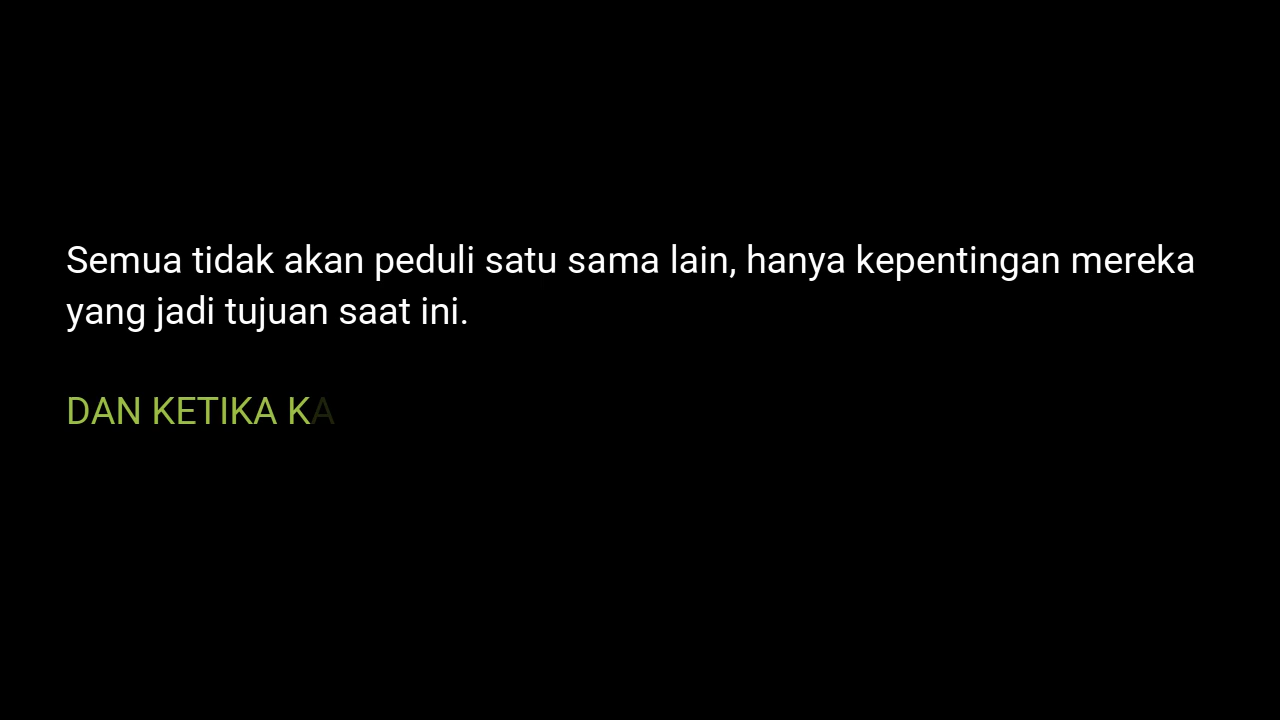 Semua tidak akan peduli satu sama lain, hanya kepentingan mereka
yang jadi tujuan saat ini.
DAN KETIKA KA